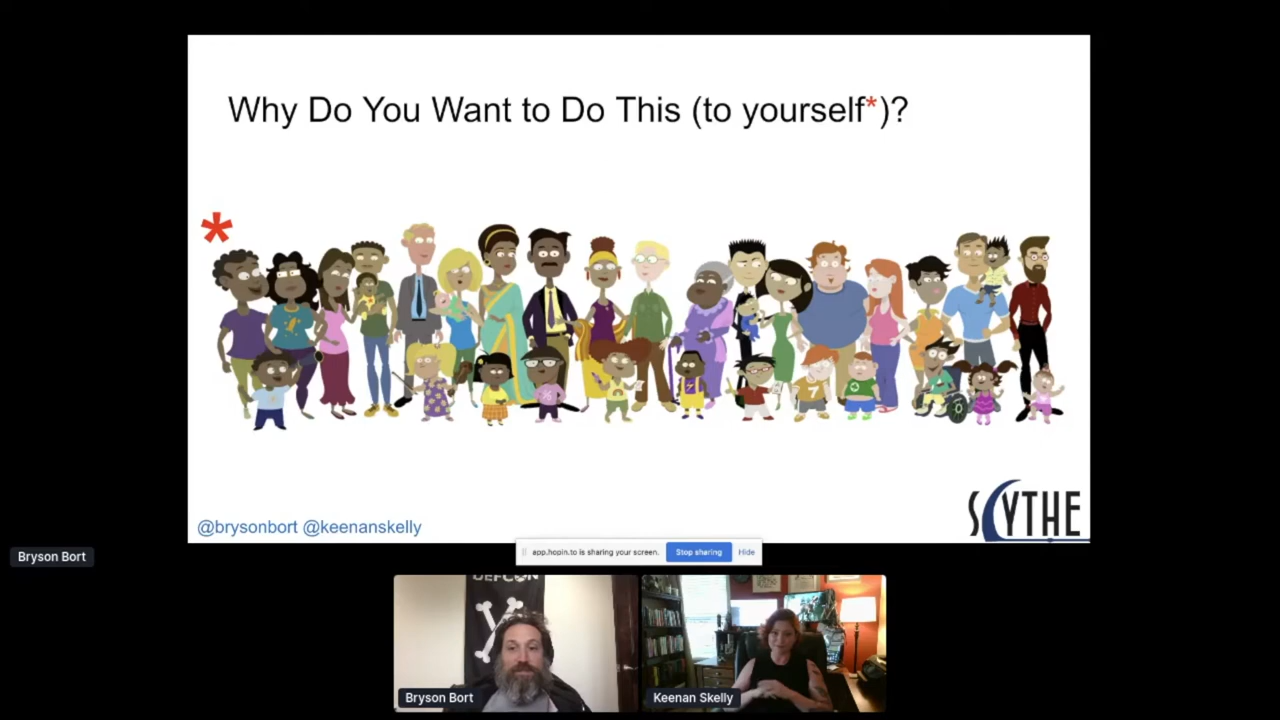 Why Do You Want to Do This (to yourself*)?
*
@brysonbort @keenanskelly
SCYTHE
Bryson Bort
app.hopin.to is sharing your screen.
Stop sharing
Hide
DEFCON
Bryson Bort
Keenan Skelly